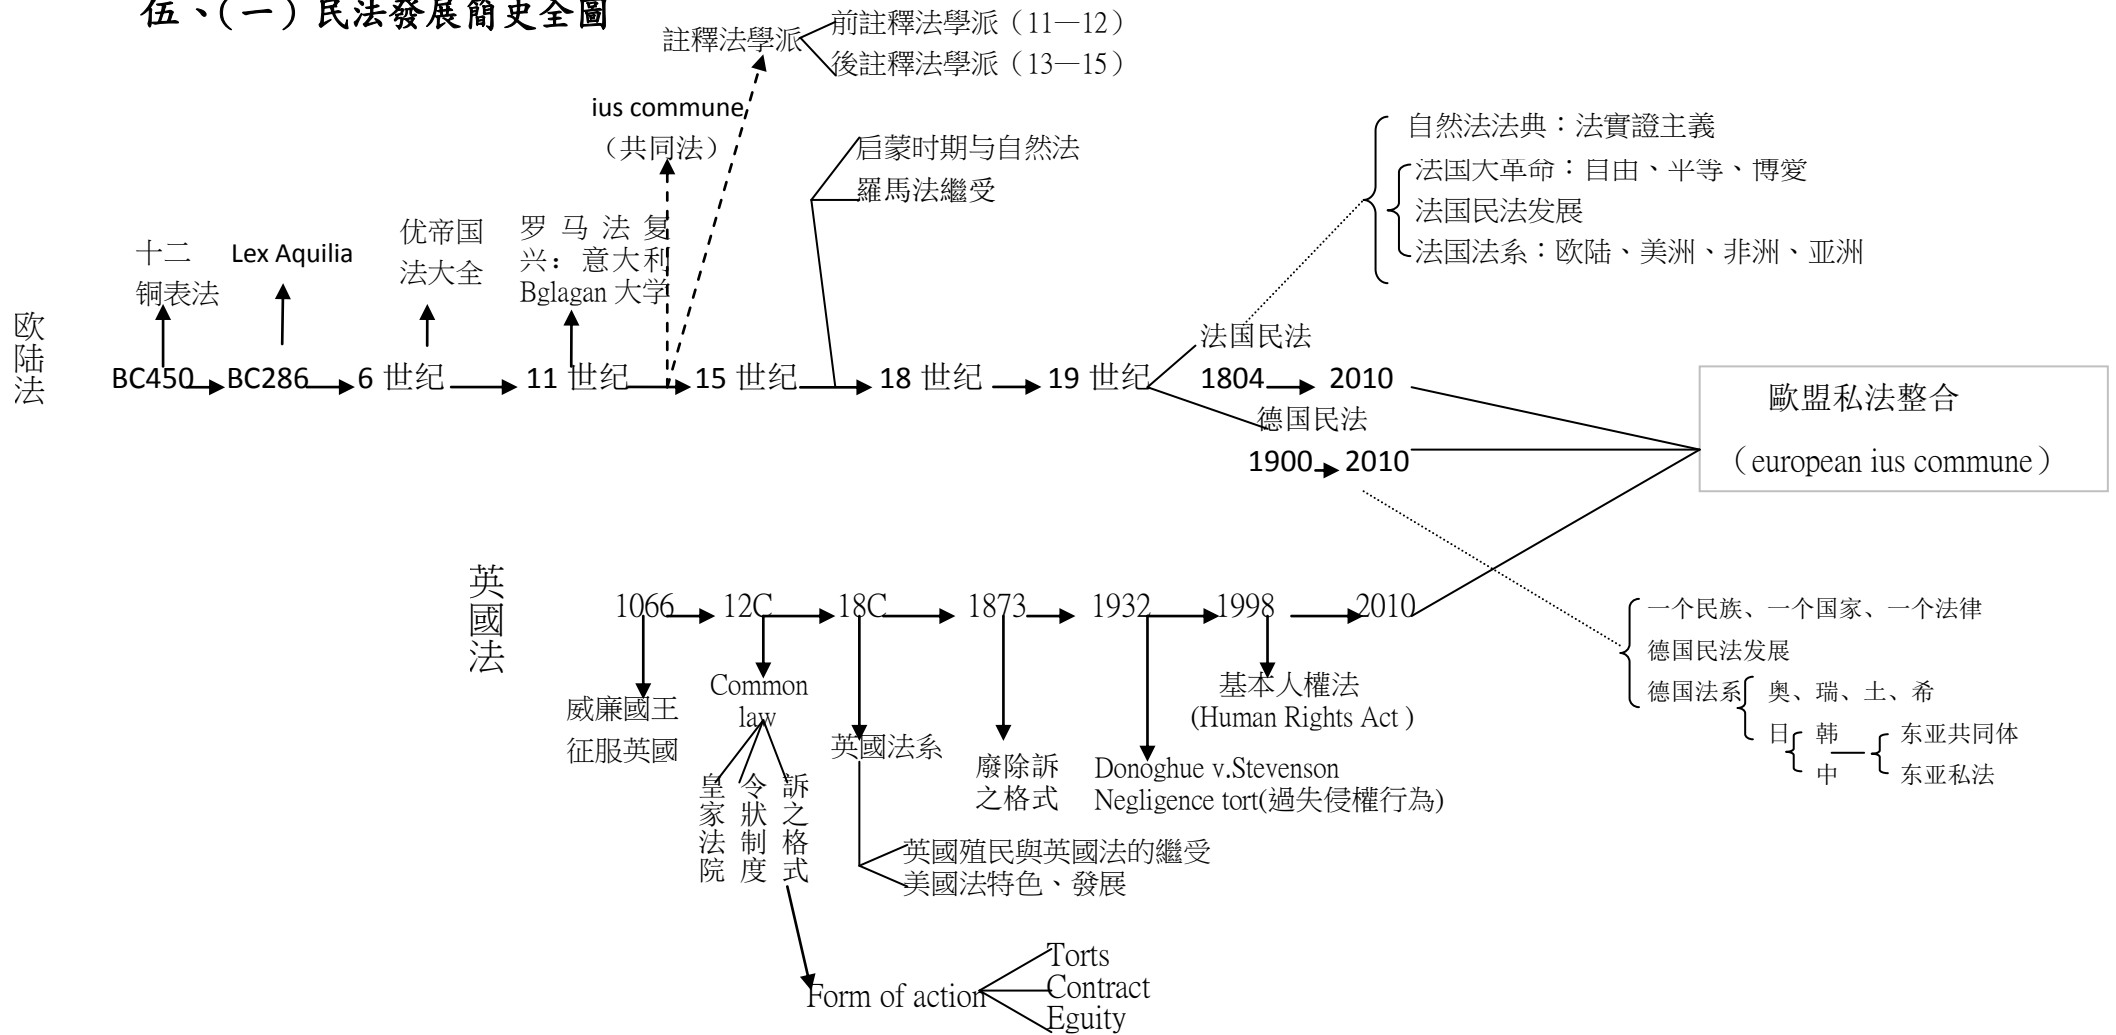 伍、(一) 民法發展簡史全圖
註釋法學派
前註釋法學派（11—12）
後註釋法學派（13—15）
ius commune
（共同法）
启蒙时期与自然法
羅馬法繼受
自然法法典：法實證主義
法国大革命：自由、平等、博愛
法国民法发展
法国法系：欧陆、美洲、非洲、亚洲
十二
铜表法
Lex Aquilia
优帝国
法大全
罗马法复
兴：意大利
Bglagan 大学
欧陆法
BC450
BC286
6 世纪
11 世纪
15 世纪
18 世纪
19 世纪
法国民法
1804
2010
德国民法
1900
2010
歐盟私法整合
（european ius commune）
英國法
1066
12C
18C
1873
1932
1998
2010
威廉國王
征服英國
Common
law
皇家法院
令狀制度
訴之格式
英國法系
廢除訴
之格式
Donoghue v.Stevenson
Negligence tort(過失侵權行為)
基本人權法
(Human Rights Act )
英國殖民與英國法的繼受
美國法特色、發展
Form of action
Torts
Contract
Eguity
一个民族、一个国家、一个法律
德国民法发展
德国法系
奥、瑞、土、希
日
韩
中
东亚共同体
东亚私法